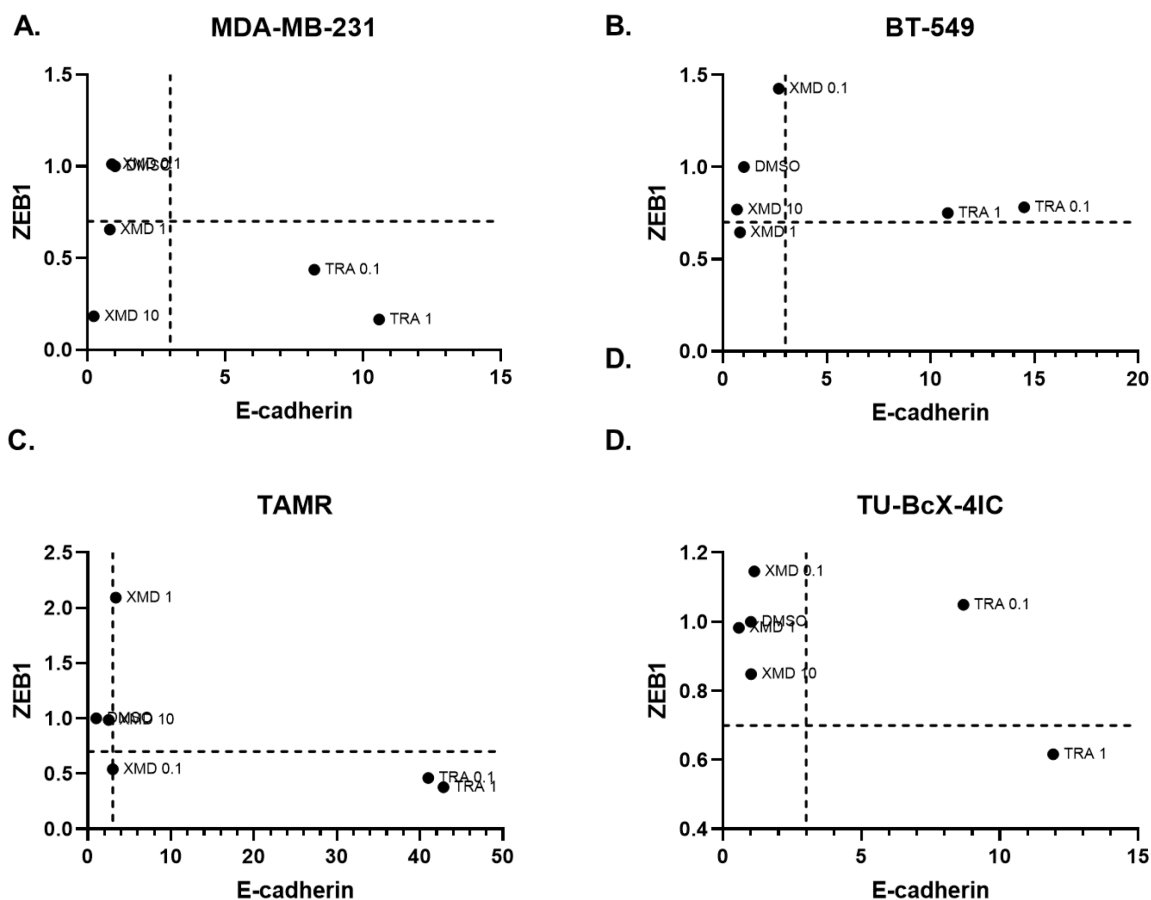 A.
MDA-MB-231
ZEB1
1.5
1.0
0.5
0.0
XMD 0.1
DMSO
XMD 1
XMD 10
TRA 0.1
TRA 1
0 5 10 15
E-cadherin
B.
BT-549
ZEB1
1.5
1.0
0.5
0.0
XMD 0.1
DMSO
XMD 10
XMD 1
TRA 1
TRA 0.1
0 5 10 15 20
E-cadherin
D.
C.
TAMR
ZEB1
2.5
2.0
1.5
1.0
0.5
0.0
XMD 1
DMSO
XMD 10
XMD 0.1
TRA 0.1
TRA 1
0 10 20 30 40 50
E-cadherin
D.
TU-BcX-4IC
ZEB1
1.2
1.0
0.8
0.6
0.4
XMD 0.1
DMSO
XMD 1
XMD 10
TRA 0.1
TRA 1
0 5 10 15
E-cadherin